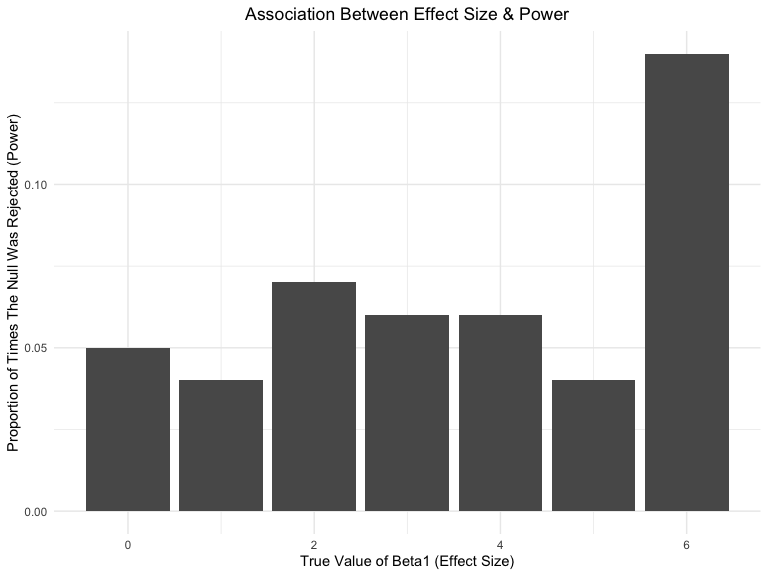 Association Between Effect Size & Power
Proportion of Times The Null Was Rejected (Power)
0.10
0.05
0.00
0
2
4
6
True Value of Beta1 (Effect Size)